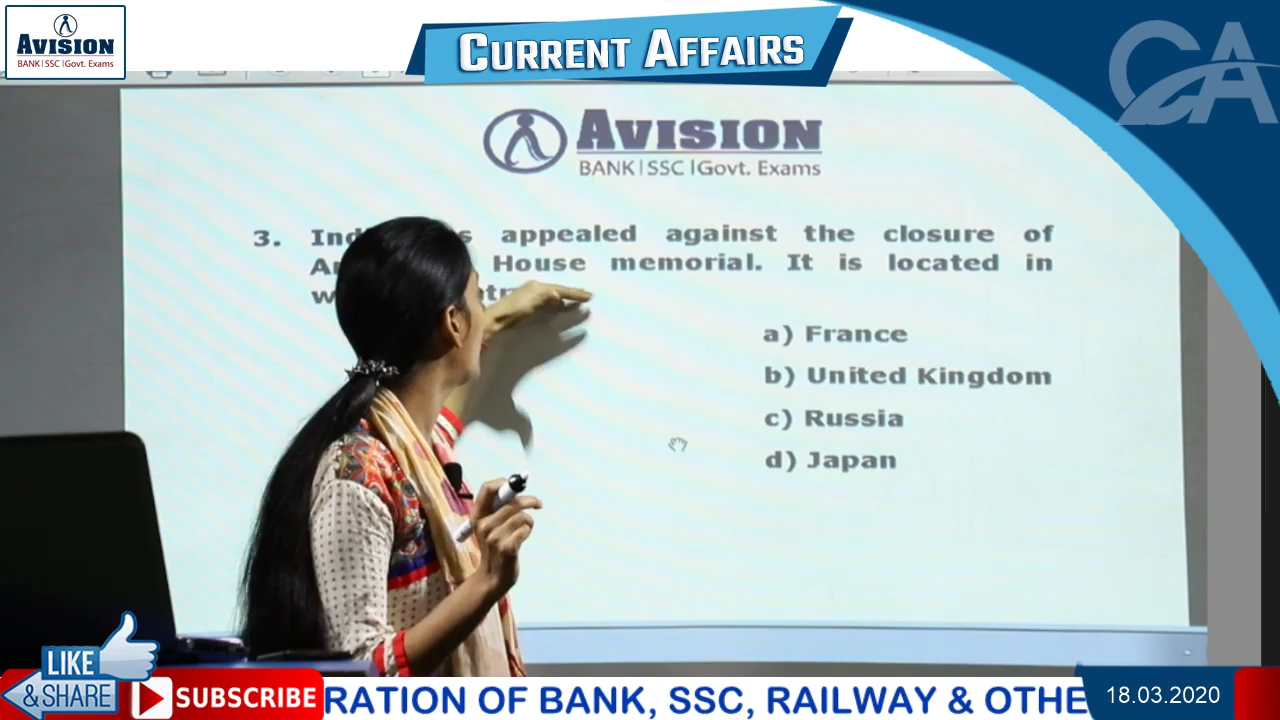 AVISION
BANK | SSC | Govt. Exams
CURRENT AFFAIRS
CA
AVISION
BANK | SSC | Govt. Exams
3. appealed against the closure of
House memorial. It is located in
a) France
b) United Kingdom
c) Russia
d) Japan
LIKE
& SHARE
SUBSCRIBE
RATION OF BANK, SSC, RAILWAY & OTHE
18.03.2020